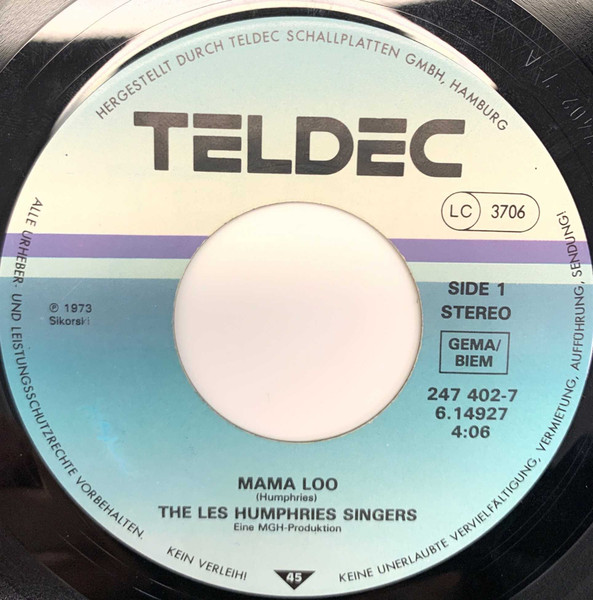 HERGESTELLT DURCH TELDEC SCHALLPLATTEN GMBH, HAMBURG
TELDEC
LC 3706
SIDE 1
STEREO
℗ 1973
Sikorski
GEMA/
BIEM
247 402-7
6.14927
4:06
MAMA LOO
(Humphries)
THE LES HUMPHRIES SINGERS
Eine MGH-Produktion
ALLE URHEBER- UND LEISTUNGSSCHUTZRECHTE VORBEHALTEN.
KEIN VERLEIH!
45
KEINE UNERLAUBTE VERVIELFÄLTIGUNG, VERMIETUNG, AUFFÜHRUNG, SENDUNG!